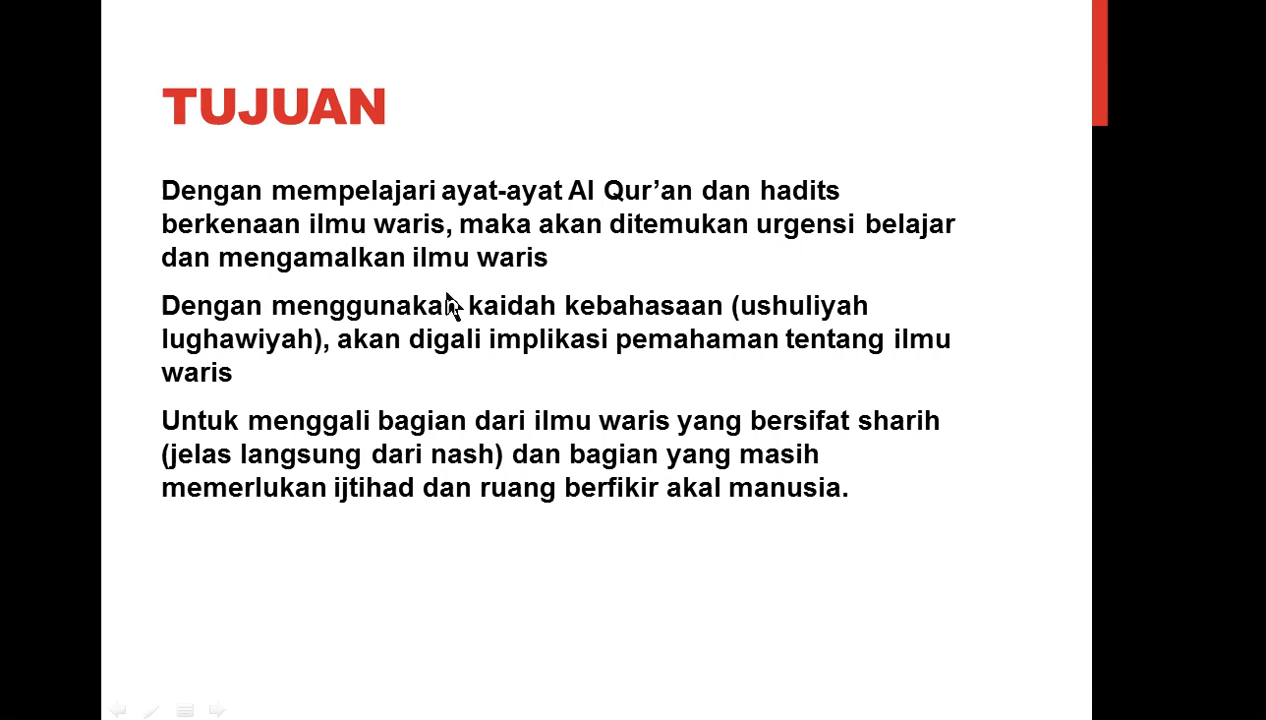 TUJUAN
Dengan mempelajari ayat-ayat Al Qur’an dan hadits
berkenaan ilmu waris, maka akan ditemukan urgensi belajar
dan mengamalkan ilmu waris
Dengan menggunakan kaidah kebahasaan (ushuliyah
lughawiyah), akan digali implikasi pemahaman tentang ilmu
waris
Untuk menggali bagian dari ilmu waris yang bersifat sharih
(jelas langsung dari nash) dan bagian yang masih
memerlukan ijtihad dan ruang berfikir akal manusia.